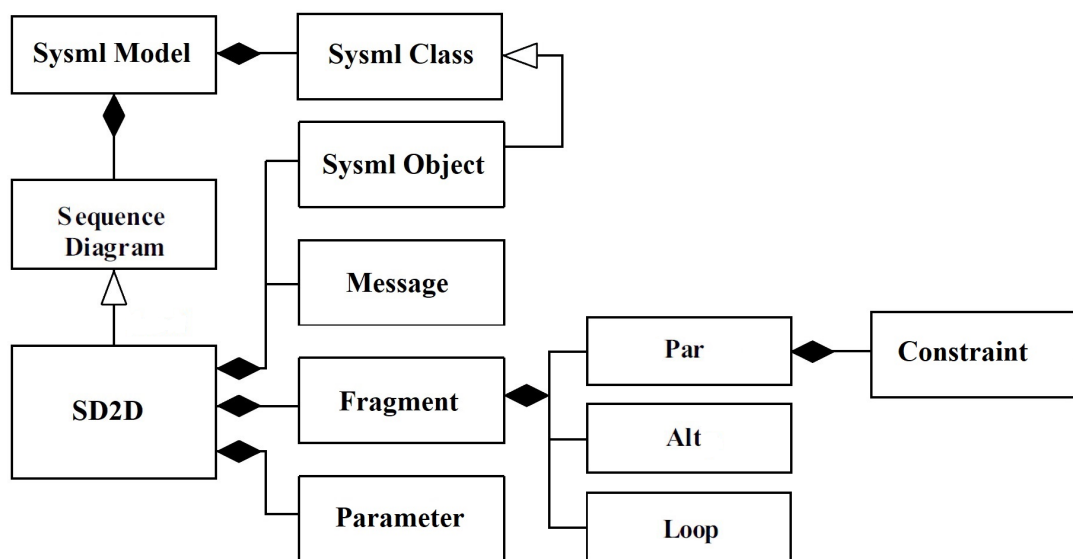 Sysml Model
Sysml Class
Sysml Object
Sequence
Diagram
Message
SD2D
Fragment
Par
Constraint
Alt
Parameter
Loop